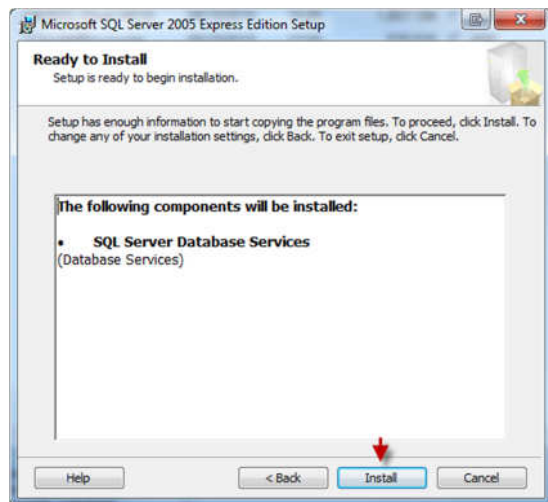 Microsoft SQL Server 2005 Express Edition Setup
Ready to Install
Setup is ready to begin installation.
Setup has enough information to start copying the program files. To proceed, click Install. To
change any of your installation settings, click Back. To exit setup, click Cancel.
The following components will be installed:
• SQL Server Database Services
(Database Services)
Help
< Back
Install
Cancel